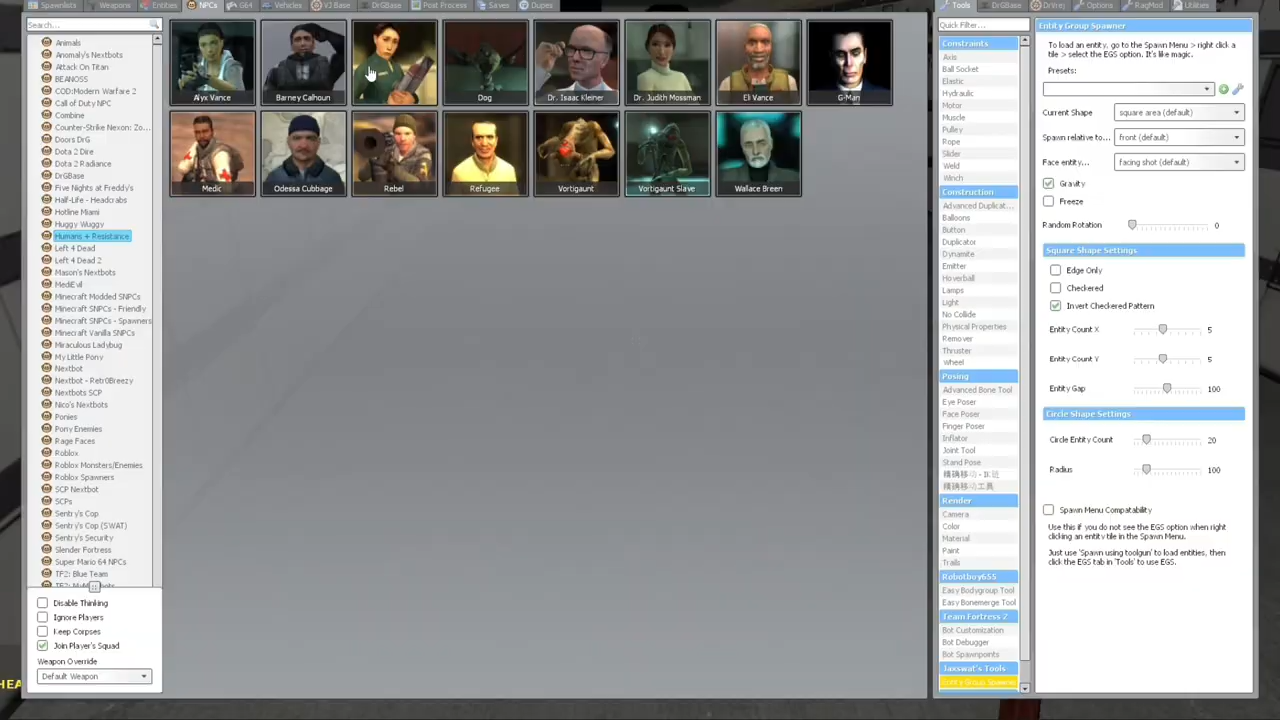 Spawnlists Weapons Entities NPCs G64 Vehicles VJ Base DrGBase Post Process Saves Dupes
Search...
Animals
Anomaly's Nextbots
Attack On Titan
BEANOSS
COD:Modern Warfare 2
Call of Duty NPC
Combine
Counter-Strike Nexon: Zo...
Doors DrG
Dota 2 Dire
Dota 2 Radiance
DrGBase
Five Nights at Freddy's
Half-Life - Headcrabs
Hotline Miami
Huggy Wuggy
Humans + Resistance
Left 4 Dead
Left 4 Dead 2
Mason's Nextbots
MediEvil
Minecraft Modded SNPCs
Minecraft SNPCs - Friendly
Minecraft SNPCs - Spawners
Minecraft Vanilla SNPCs
Miraculous Ladybug
My Little Pony
Nextbot
Nextbot - Retr0Breezy
Nextbots SCP
Nico's Nextbots
Ponies
Pony Enemies
Rage Faces
Roblox
Roblox Monsters/Enemies
Roblox Spawners
SCP Nextbot
SCPs
Sentry's Cop
Sentry's Cop (SWAT)
Sentry's Security
Slender Fortress
Super Mario 64 NPCs
TF2: Blue Team
Disable Thinking
Ignore Players
Keep Corpses
Join Player's Squad
Weapon Override
Default Weapon
HEA
Alyx Vance Barney Calhoun Dog Dr. Isaac Kleiner Dr. Judith Mossman Eli Vance G-Man
Medic Odessa Cubbage Rebel Refugee Vortigaunt Vortigaunt Slave Wallace Breen
Tools DrGBase Options RagMod Utilities
Quick Filter...
Constraints
Axis
Ball Socket
Elastic
Hydraulic
Motor
Muscle
Pulley
Rope
Slider
Weld
Winch
Construction
Advanced Duplicat...
Balloons
Button
Duplicator
Dynamite
Emitter
Hoverball
Lamps
Light
No Collide
Physical Properties
Remover
Thruster
Wheel
Posing
Advanced Bone Tool
Eye Poser
Face Poser
Finger Poser
Inflator
Joint Tool
Stand Pose
Render
Camera
Color
Material
Paint
Trails
Robotboy655
Easy Bodygroup Tool
Easy Bonemerge Tool
Team Fortress 2
Bot Customization
Bot Debugger
Bot Spawnpoints
Jaxswat's Tools
Entity Group Spawner
Entity Group Spawner
To load an entity, go to the Spawn Menu > right click a
tile > select the EGS option. It's like magic.
Presets:
Current Shape square area (default)
Spawn relative to... front (default)
Face entity... facing shot (default)
Gravity
Freeze
Random Rotation 0
Square Shape Settings
Edge Only
Checkered
Invert Checkered Pattern
Entity Count X 5
Entity Count Y 5
Entity Gap 100
Circle Shape Settings
Circle Entity Count 20
Radius 100
Spawn Menu Compatability
Use this if you do not see the EGS option when right
clicking an entity tile in the Spawn Menu.
Just use 'Spawn using toolgun' to load entities, then
click the EGS tab in 'Tools' to use EGS.